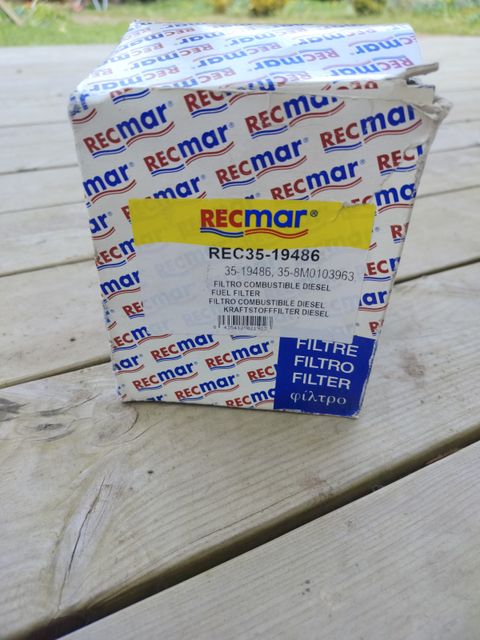 RECmar®
REC35-19486
35-19486, 35-8M0103963,
FILTRO COMBUSTIBLE DIESEL
FUEL FILTER
FILTRO COMBUSTIBLE DIESEL
KRAFTSTOFFFILTER DIESEL
FILTRE
FILTRO
FILTER
φίλτρο